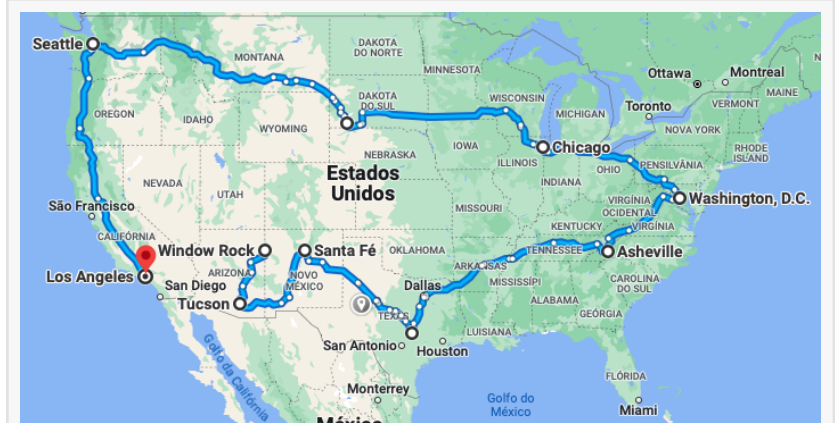 Seattle
MONTANA
DAKOTA
DO NORTE
MINNESOTA
Ottawa
Montreal
MAINE
OREGON
IDAHO
WYOMING
DAKOTA
DO SUL
WISCONSIN
MICHIGAN
Toronto
VERMONT
NOVA YORK
RHODE
ISLAND
NEBRASKA
IOWA
Chicago
ILLINOIS
INDIANA
OHIO
PENSILVÂNIA
NEVADA
UTAH
Estados
Unidos
MISSOURI
VIRGÍNIA
OCIDENTAL
Washington, D.C.
São Francisco
KENTUCKY
VIRGÍNIA
CALIFÓRNIA
Window Rock
Santa Fé
OKLAHOMA
TENNESSEE
Asheville
Los Angeles
ARIZONA
NOVO
MÉXICO
ARKANSAS
CAROLINA
DO SUL
San Diego
Dallas
MISSISSÍPPI
Tucson
TEXAS
ALABAMA
GEÓRGIA
San Antonio
Houston
LUISIANA
Golfo da Califórnia
Monterrey
FLÓRIDA
Golfo do
México
Miami
México